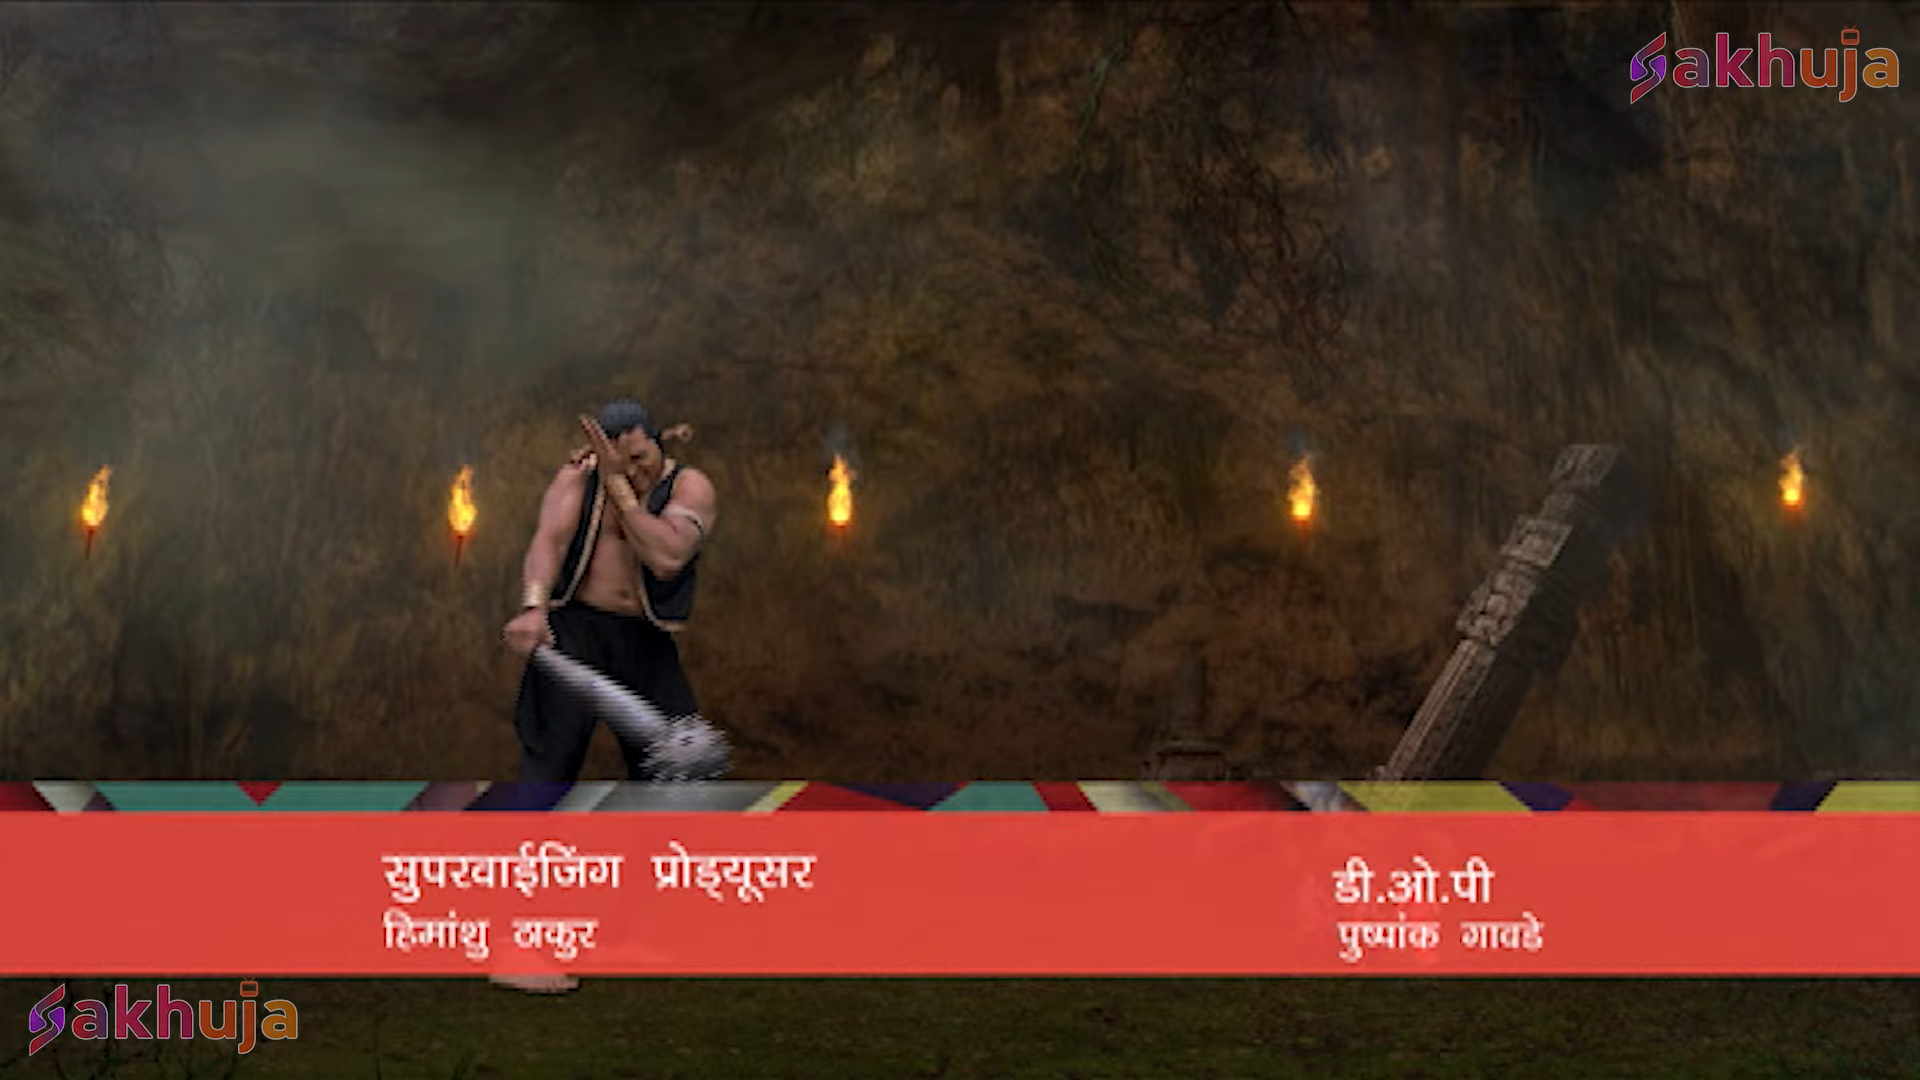 Sakhuja
सुपरवाईजिंग प्रोड्यूसर
हिमांशु ठाकुर
डी.ओ.पी
पुष्पांक गावडे
Sakhuja